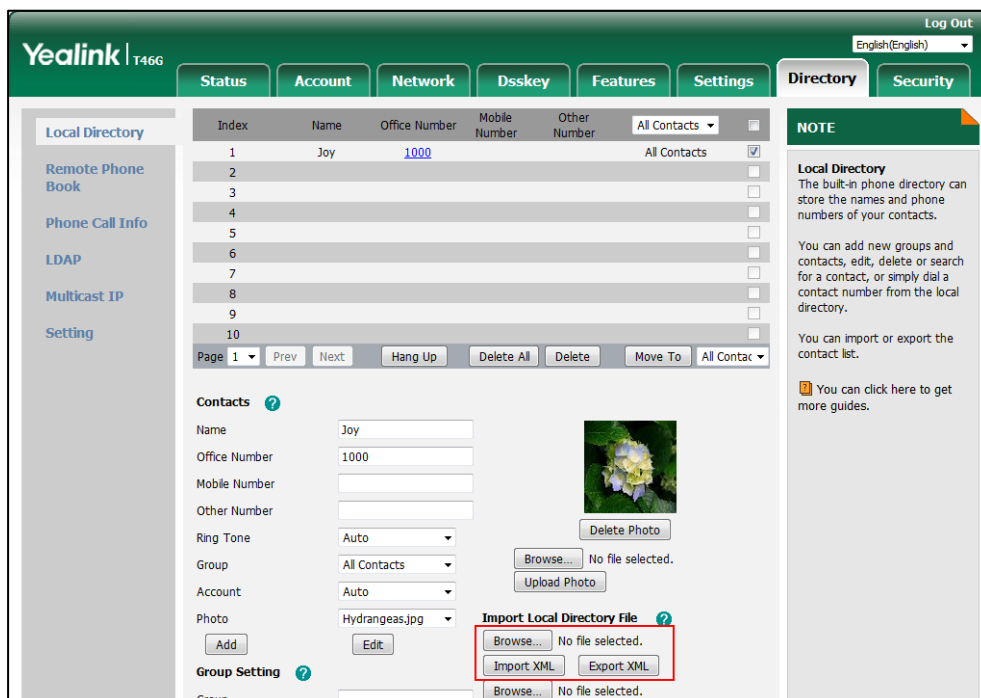 Log Out
Yealink T46G
English(English)
Status Account Network Dsskey Features Settings Directory Security
Local Directory
Remote Phone
Book
Phone Call Info
LDAP
Multicast IP
Setting
Index Name Office Number Mobile Number Other Number All Contacts
1 Joy 1000 All Contacts
2
3
4
5
6
7
8
9
10
Page 1 Prev Next Hang Up Delete All Delete Move To All Contac
Contacts ?
Name Joy
Office Number 1000
Mobile Number
Other Number
Ring Tone Auto
Group All Contacts
Account Auto
Photo Hydrangeas.jpg
Add Edit
Group Setting ?
Delete Photo
Browse... No file selected.
Upload Photo
Import Local Directory File ?
Browse... No file selected.
Import XML Export XML
Browse... No file selected.
NOTE
Local Directory
The built-in phone directory can
store the names and phone
numbers of your contacts.
You can add new groups and
contacts, edit, delete or search
for a contact, or simply dial a
contact number from the local
directory.
You can import or export the
contact list.
? You can click here to get
more guides.